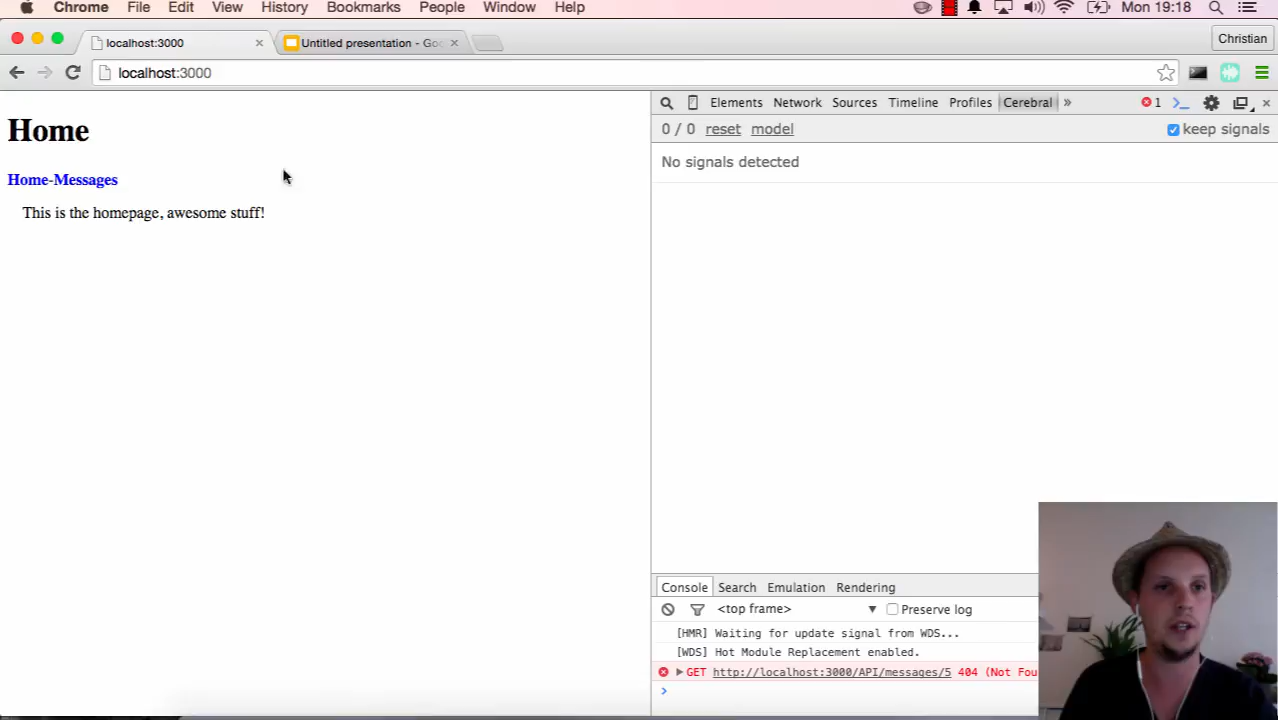 Chrome File Edit View History Bookmarks People Window Help Mon 19:18
localhost:3000 Untitled presentation - Goo Christian
localhost:3000
Elements Network Sources Timeline Profiles Cerebral » 1
0 / 0 reset model keep signals
No signals detected
Home
Home-Messages
This is the homepage, awesome stuff!
Console Search Emulation Rendering
<top frame> Preserve log
[HMR] Waiting for update signal from WDS...
[WDS] Hot Module Replacement enabled.
GET http://localhost:3000/API/messages/5 404 (Not Fou